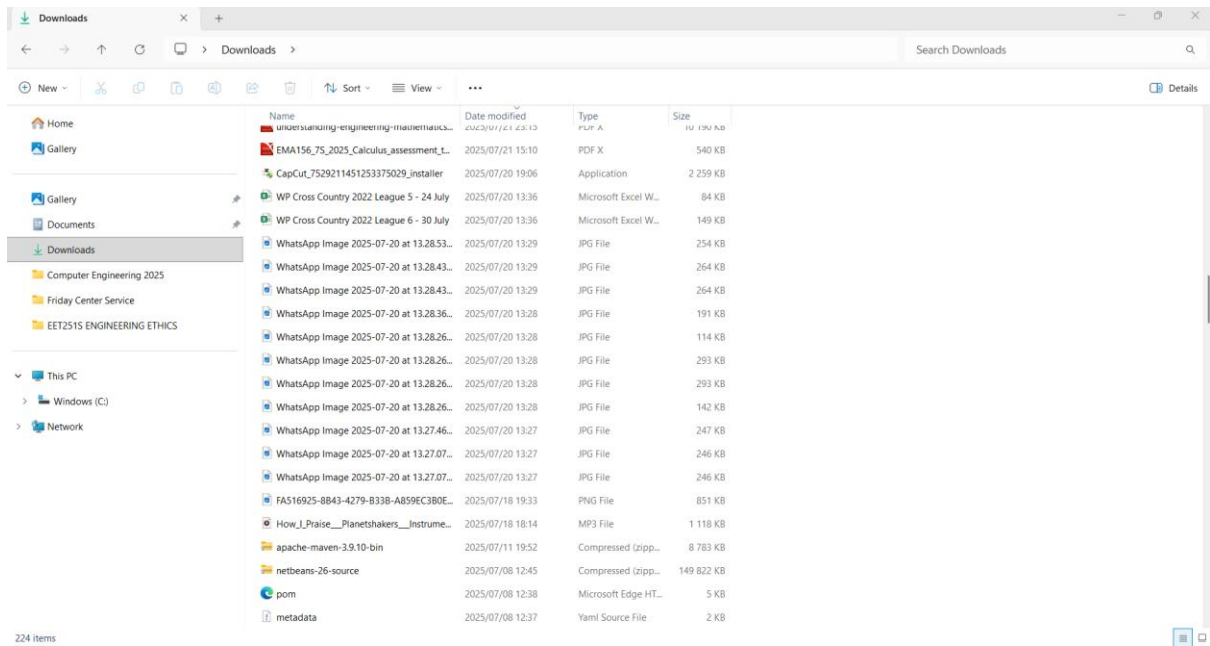 Downloads
Downloads
Search Downloads
New
Sort
View
Details
Home
Gallery
Gallery
Documents
Downloads
Computer Engineering 2025
Friday Center Service
EET251S ENGINEERING ETHICS
This PC
Windows (C:)
Network
Name Date modified Type Size
understanding-engineering-mathematics... 2025/07/21 23:15 PDF X 10 190 KB
EMA156_7S_2025_Calculus_assessment_t... 2025/07/21 15:10 PDF X 540 KB
CapCut_7529211451253375029_installer 2025/07/20 19:06 Application 2 259 KB
WP Cross Country 2022 League 5 - 24 July 2025/07/20 13:36 Microsoft Excel W... 84 KB
WP Cross Country 2022 League 6 - 30 July 2025/07/20 13:36 Microsoft Excel W... 149 KB
WhatsApp Image 2025-07-20 at 13.28.53... 2025/07/20 13:29 JPG File 254 KB
WhatsApp Image 2025-07-20 at 13.28.43... 2025/07/20 13:29 JPG File 264 KB
WhatsApp Image 2025-07-20 at 13.28.43... 2025/07/20 13:29 JPG File 264 KB
WhatsApp Image 2025-07-20 at 13.28.36... 2025/07/20 13:28 JPG File 191 KB
WhatsApp Image 2025-07-20 at 13.28.26... 2025/07/20 13:28 JPG File 114 KB
WhatsApp Image 2025-07-20 at 13.28.26... 2025/07/20 13:28 JPG File 293 KB
WhatsApp Image 2025-07-20 at 13.28.26... 2025/07/20 13:28 JPG File 293 KB
WhatsApp Image 2025-07-20 at 13.28.26... 2025/07/20 13:28 JPG File 142 KB
WhatsApp Image 2025-07-20 at 13.27.46... 2025/07/20 13:27 JPG File 247 KB
WhatsApp Image 2025-07-20 at 13.27.07... 2025/07/20 13:27 JPG File 246 KB
WhatsApp Image 2025-07-20 at 13.27.07... 2025/07/20 13:27 JPG File 246 KB
FA516925-8B43-4279-B33B-A859EC3B0E... 2025/07/18 19:33 PNG File 851 KB
How_I_Praise__Planetshakers__Instrume... 2025/07/18 18:14 MP3 File 1 118 KB
apache-maven-3.9.10-bin 2025/07/11 19:52 Compressed (zipp... 8 783 KB
netbeans-26-source 2025/07/08 12:45 Compressed (zipp... 149 822 KB
pom 2025/07/08 12:38 Microsoft Edge HT... 5 KB
metadata 2025/07/08 12:37 Yaml Source File 2 KB
224 items